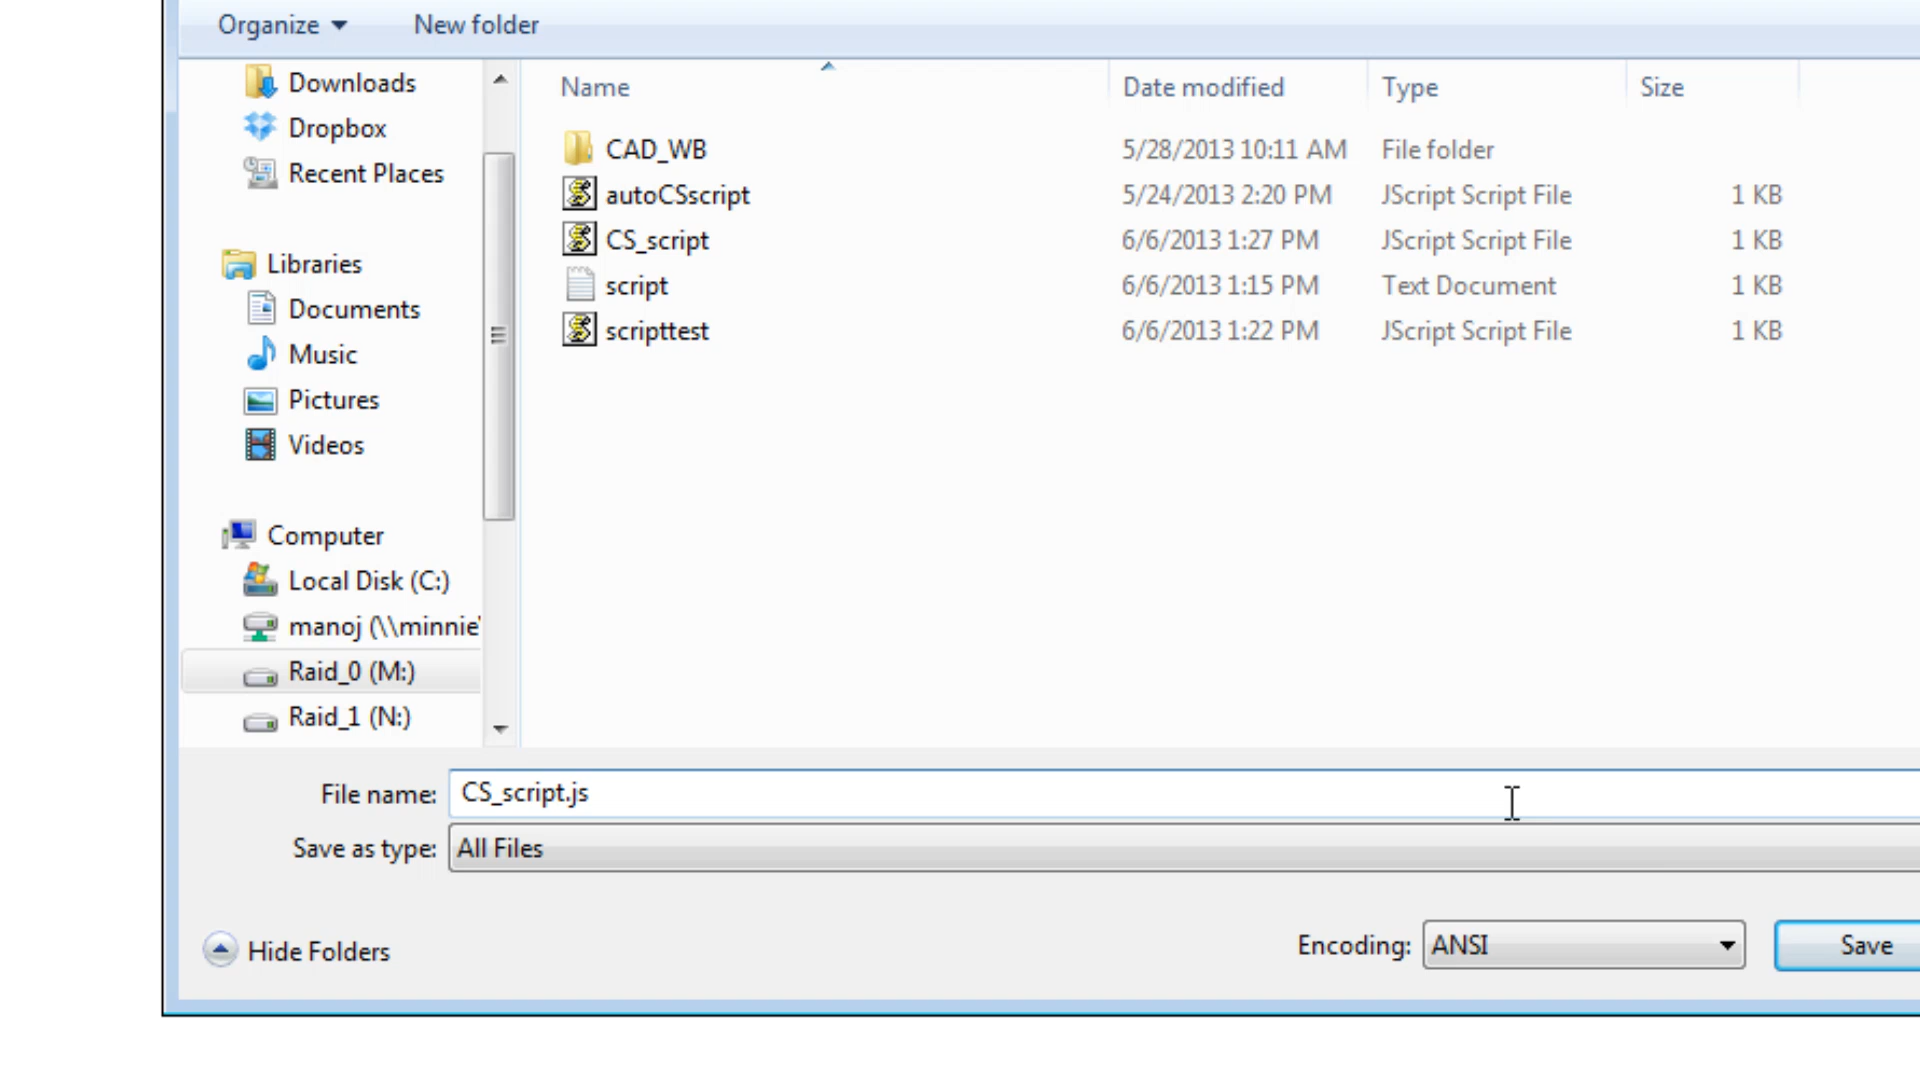 Organize New folder
Name Date modified Type Size
Downloads
Dropbox
Recent Places
Libraries
Documents
Music
Pictures
Videos
Computer
Local Disk (C:)
manoj (\\minnie
Raid_0 (M:)
Raid_1 (N:)
CAD_WB 5/28/2013 10:11 AM File folder
autoCSscript 5/24/2013 2:20 PM JScript Script File 1 KB
CS_script 6/6/2013 1:27 PM JScript Script File 1 KB
script 6/6/2013 1:15 PM Text Document 1 KB
scripttest 6/6/2013 1:22 PM JScript Script File 1 KB
File name: CS_script.js
Save as type: All Files
Hide Folders Encoding: ANSI Save